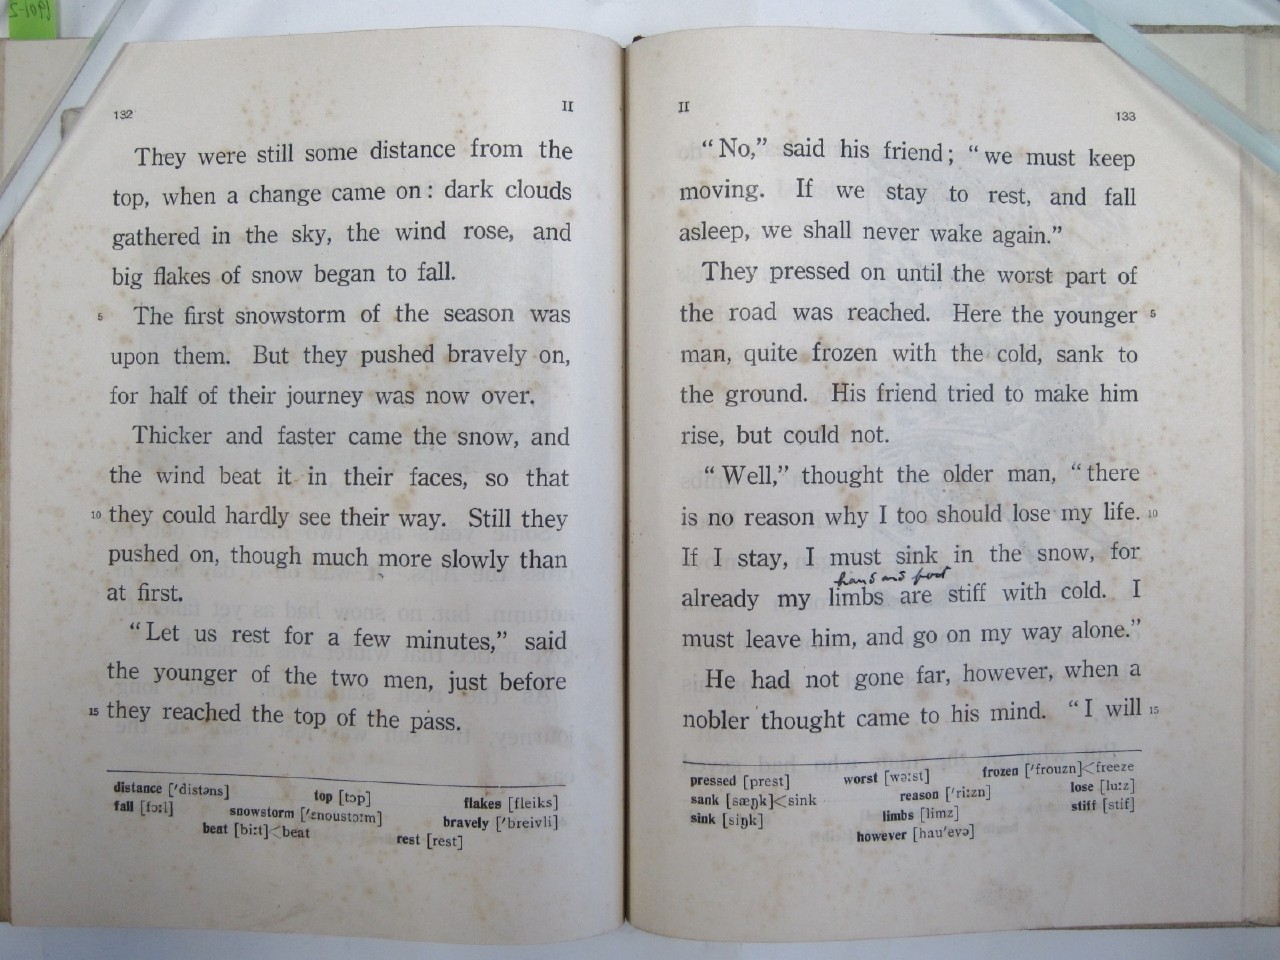 132
II
They were still some distance from the
top, when a change came on: dark clouds
gathered in the sky, the wind rose, and
big flakes of snow began to fall.
5 The first snowstorm of the season was
upon them. But they pushed bravely on,
for half of their journey was now over.
Thicker and faster came the snow, and
the wind beat it in their faces, so that
10 they could hardly see their way. Still they
pushed on, though much more slowly than
at first.
“Let us rest for a few minutes,” said
the younger of the two men, just before
15 they reached the top of the pass.
distance ['distəns] top [tɔp] flakes [fleiks]
fall [fɔːl] snowstorm ['snoustɔːm] bravely ['breivli]
beat [biːt]<beat rest [rest]
II
133
“No,” said his friend; “we must keep
moving. If we stay to rest, and fall
asleep, we shall never wake again.”
They pressed on until the worst part of
the road was reached. Here the younger 5
man, quite frozen with the cold, sank to
the ground. His friend tried to make him
rise, but could not.
“Well,” thought the older man, “there
is no reason why I too should lose my life. 10
If I stay, I must sink in the snow, for
hand and foot
already my limbs are stiff with cold. I
must leave him, and go on my way alone.”
He had not gone far, however, when a
nobler thought came to his mind. “I will 15
pressed [prest] worst [wəːst] frozen ['frouzn]<freeze
sank [sæŋk]<sink reason ['riːzn] lose [luːz]
sink [siŋk] limbs [limz] stiff [stif]
however [hau'evə]